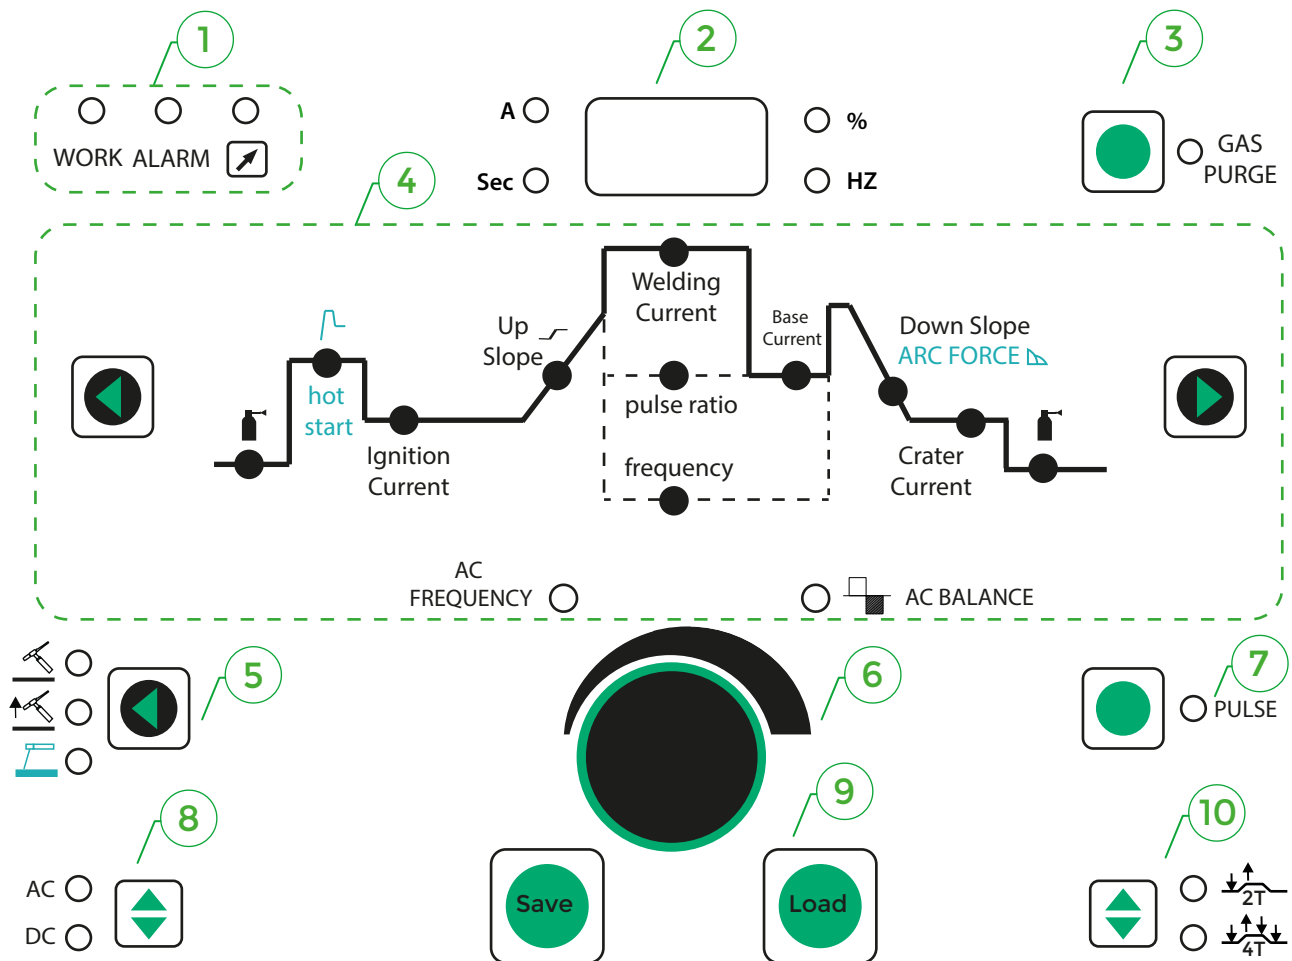 1
2
3
WORK
ALARM
A
Sec
%
HZ
GAS
PURGE
4
Welding
Current
Up
Slope
Base
Current
Down Slope
ARC FORCE
hot
start
pulse ratio
Ignition
Current
frequency
Crater
Current
AC
FREQUENCY
AC BALANCE
5
6
7
PULSE
8
9
10
AC
DC
Save
Load
2T
4T